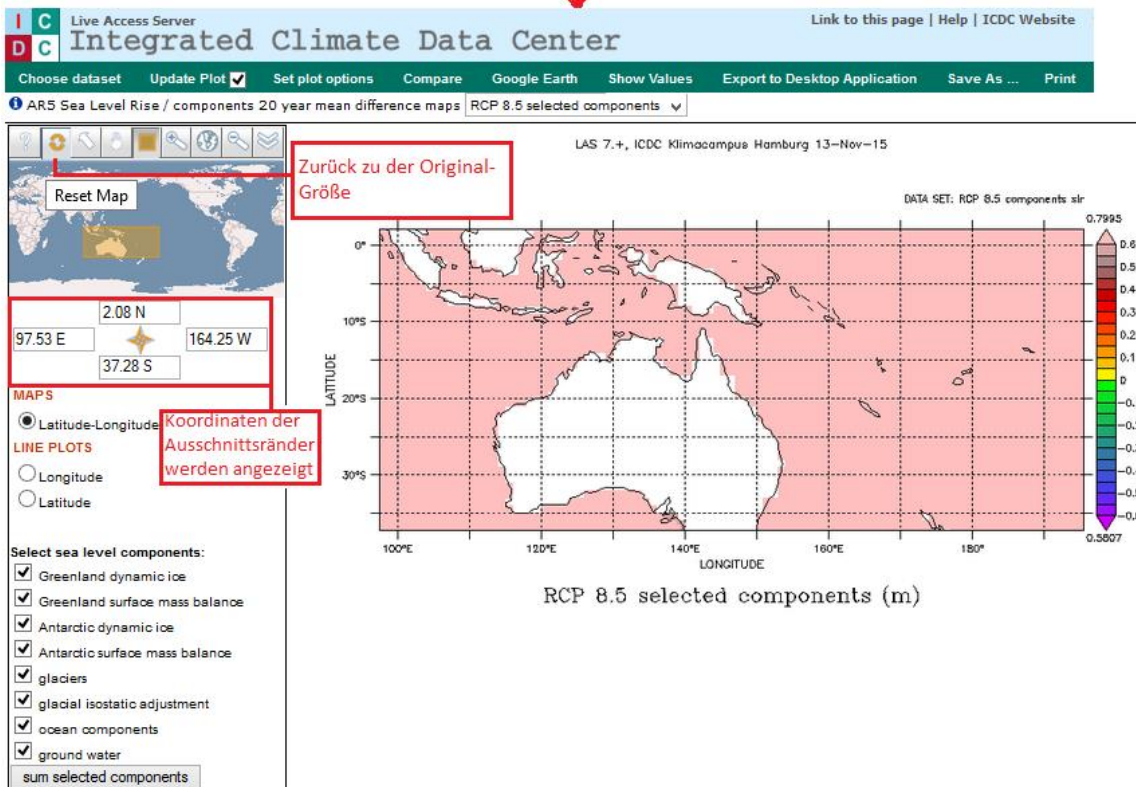 I C
D C
Live Access Server
Integrated Climate Data Center
Link to this page | Help | ICDC Website
Choose dataset Update Plot Set plot options Compare Google Earth Show Values Export to Desktop Application Save As ... Print
AR5 Sea Level Rise / components 20 year mean difference maps RCP 8.5 selected components
Reset Map
Zurück zu der Original-
Größe
2.08 N
97.53 E 164.25 W
37.28 S
MAPS
Latitude-Longitude
LINE PLOTS
Longitude
Latitude
Koordinaten der
Ausschnittsränder
werden angezeigt
Select sea level components:
Greenland dynamic ice
Greenland surface mass balance
Antarctic dynamic ice
Antarctic surface mass balance
glaciers
glacial isostatic adjustment
ocean components
ground water
sum selected components
LAS 7.+, ICDC Klimacampus Hamburg 13-Nov-15
DATA SET: RCP 8.5 components slr
0°
10°S
20°S
30°S
LATITUDE
100°E 120°E 140°E 160°E 180°
LONGITUDE
RCP 8.5 selected components (m)
0.7995
0
0.5807